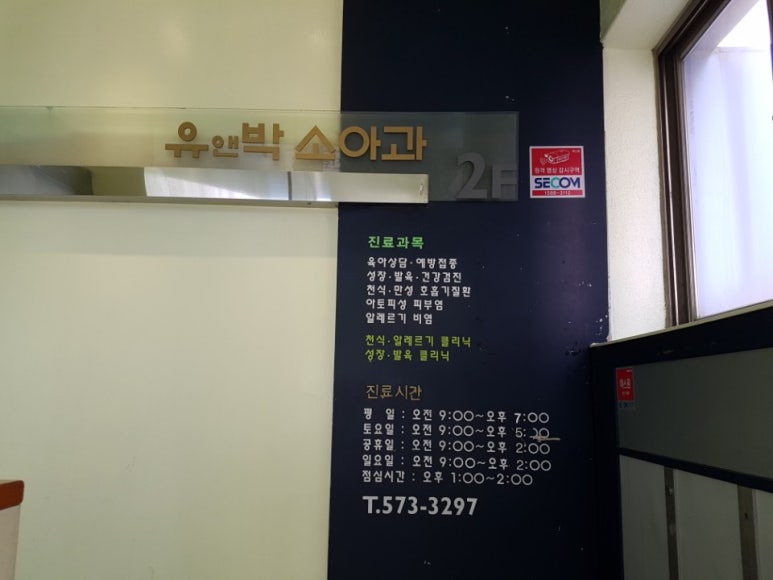 유앤박 소아과
2F
SECOM
1588-3112
진료과목
육아상담·예방접종
성장·발육·건강검진
천식·만성 호흡기질환
아토피성 피부염
알레르기 비염
천식·알레르기 클리닉
성장·발육 클리닉
진료시간
평 일 : 오전 9:00~오후 7:00
토요일 : 오전 9:00~오후 5:00
공휴일 : 오전 9:00~오후 2:00
일요일 : 오전 9:00~오후 2:00
점심시간 : 오후 1:00~2:00
T.573-3297